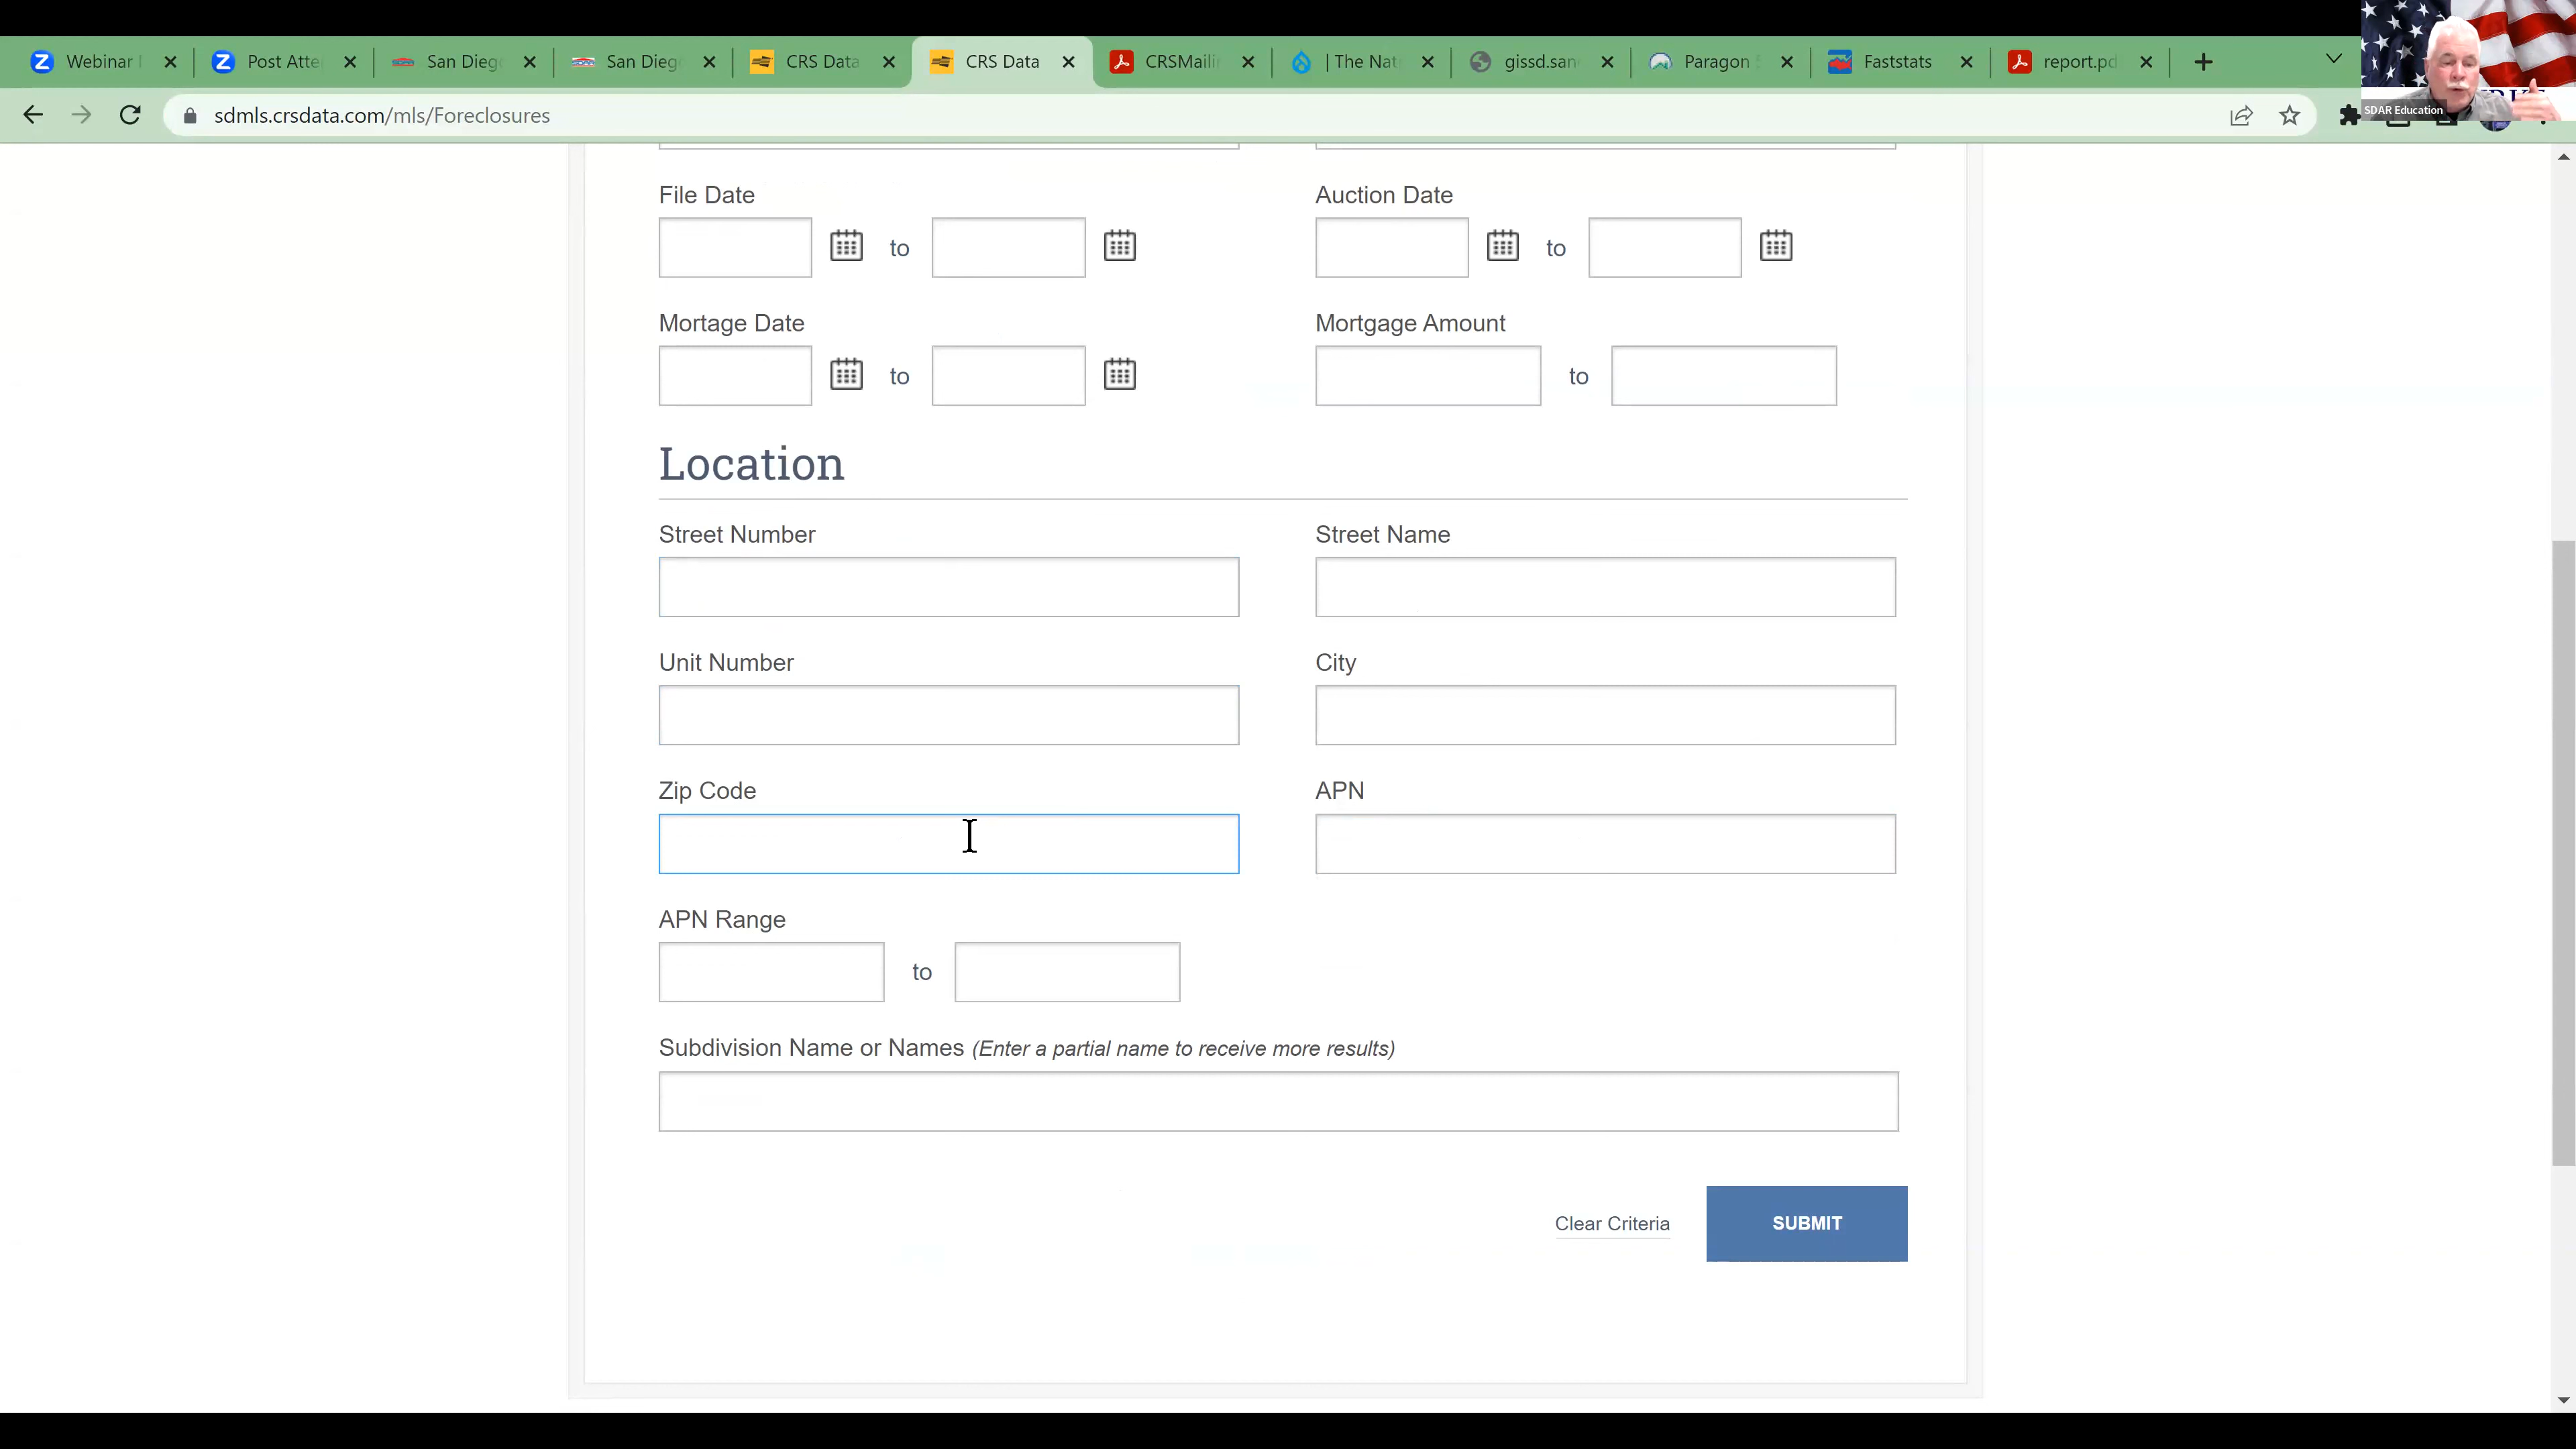 Webinar
Post Atte
San Dieg
San Dieg
CRS Data
CRS Data
CRSMaili
| The Nat
gissd.san
Paragon
Faststats
report.pd
SDAR Education
sdmls.crsdata.com/mls/Foreclosures
File Date
Auction Date
to
to
Mortage Date
Mortgage Amount
to
to
Location
Street Number
Street Name
Unit Number
City
Zip Code
APN
APN Range
to
Subdivision Name or Names (Enter a partial name to receive more results)
Clear Criteria
SUBMIT